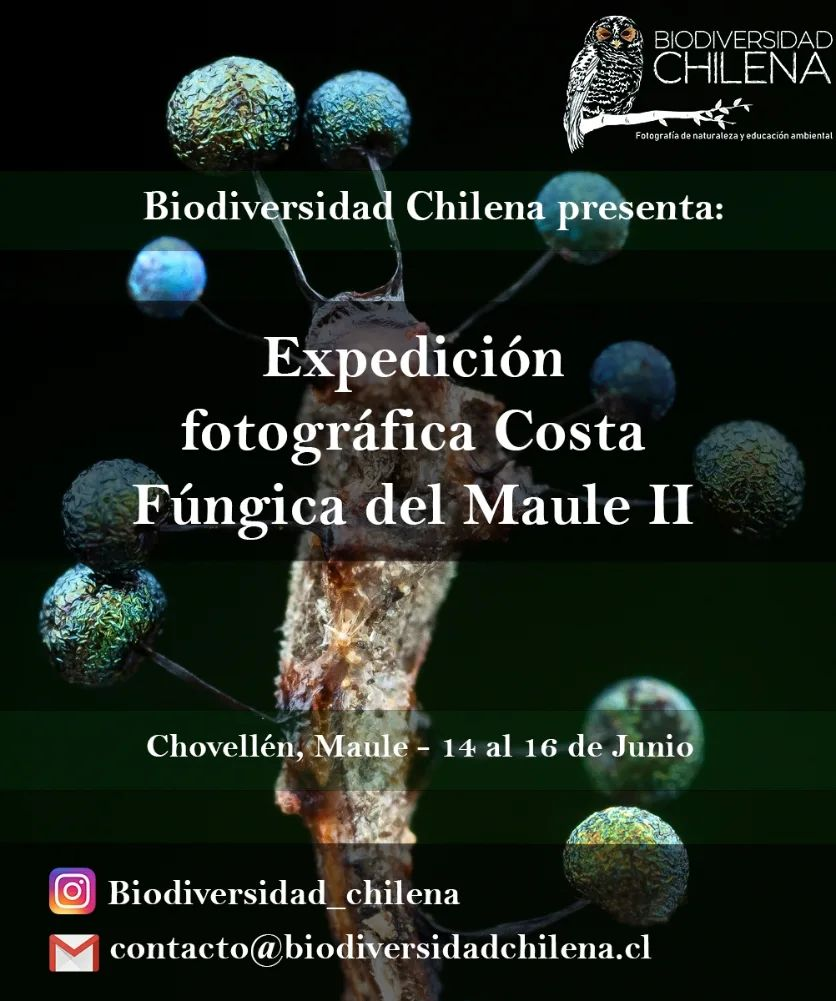 BIODIVERSIDAD
CHILENA
Fotografía de naturaleza y educación ambiental
Biodiversidad Chilena presenta:
Expedición
fotográfica Costa
Fúngica del Maule II
Chovellén, Maule - 14 al 16 de Junio
Biodiversidad_chilena
contacto@biodiversidadchilena.cl